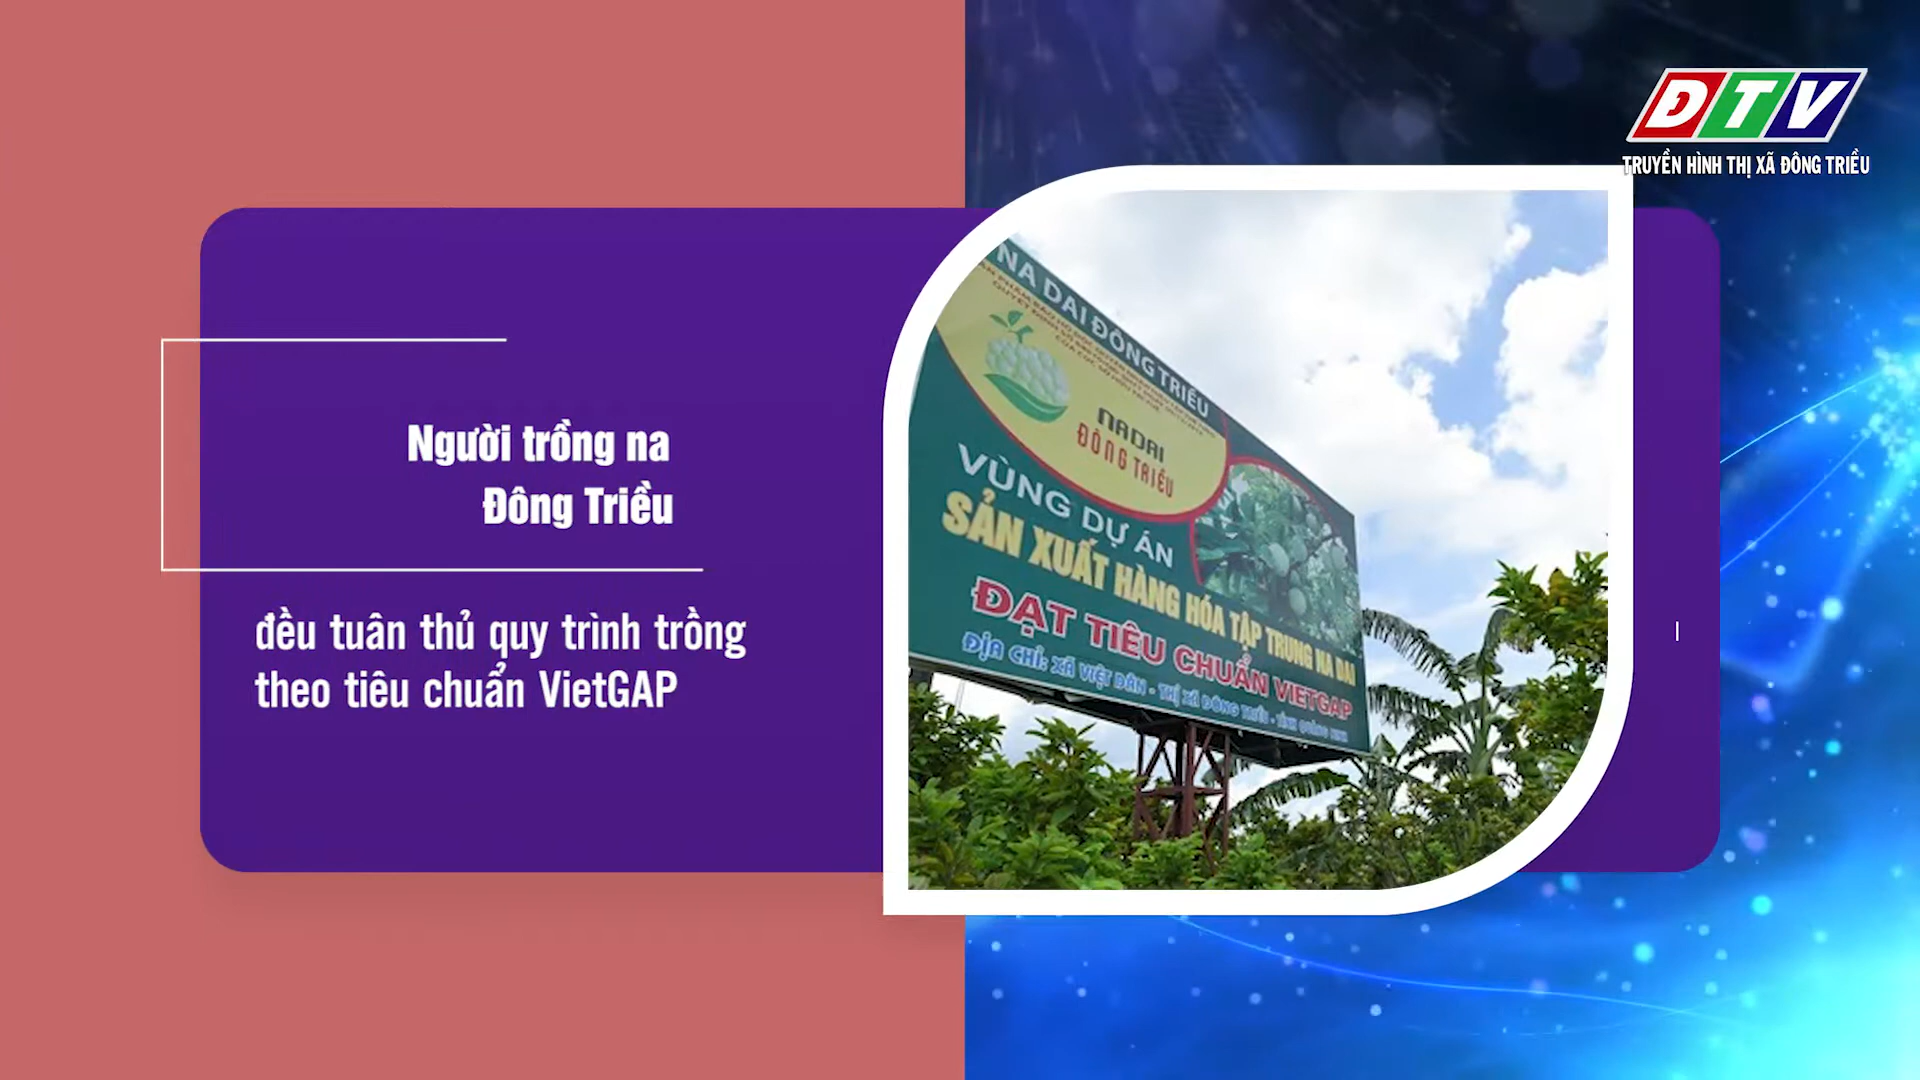 ĐTV
TRUYỀN HÌNH THỊ XÃ ĐÔNG TRIỀU
Người trồng na
Đông Triều
đều tuân thủ quy trình trồng
theo tiêu chuẩn VietGAP
NA DAI ĐÔNG TRIỀU
NA DAI
ĐÔNG TRIỀU
VÙNG DỰ ÁN
SẢN XUẤT HÀNG HÓA TẬP TRUNG NA DAI
ĐẠT TIÊU CHUẨN VIETGAP
ĐỊA CHỈ: XÃ VIỆT DÂN - THỊ XÃ ĐÔNG TRIỀU - TỈNH QUẢNG NINH